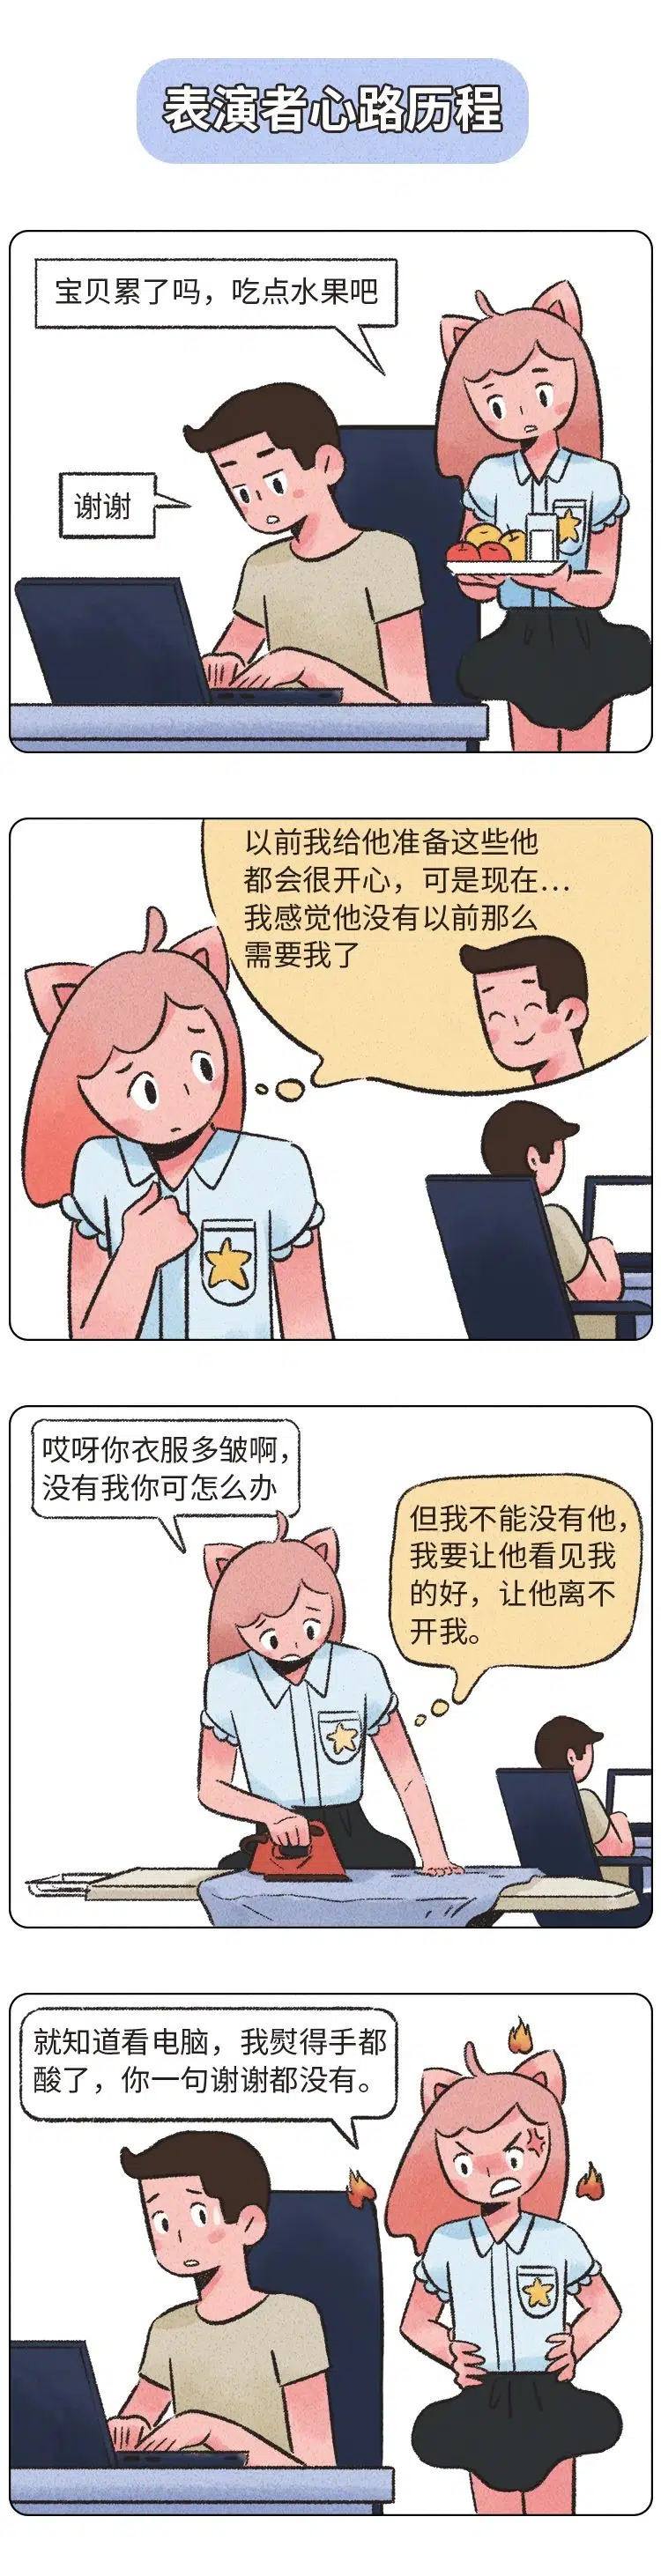 表演者心路历程
宝贝累了吗，吃点水果吧
谢谢
以前我给他准备这些他
都会很开心，可是现在...
我感觉他没有以前那么
需要我了
哎呀你衣服多皱啊，
没有我你可怎么办
但我不能没有他，
我要让他看见我
的好，让他离不
开我。
就知道看电脑，我熨得手都
酸了，你一句谢谢都没有。